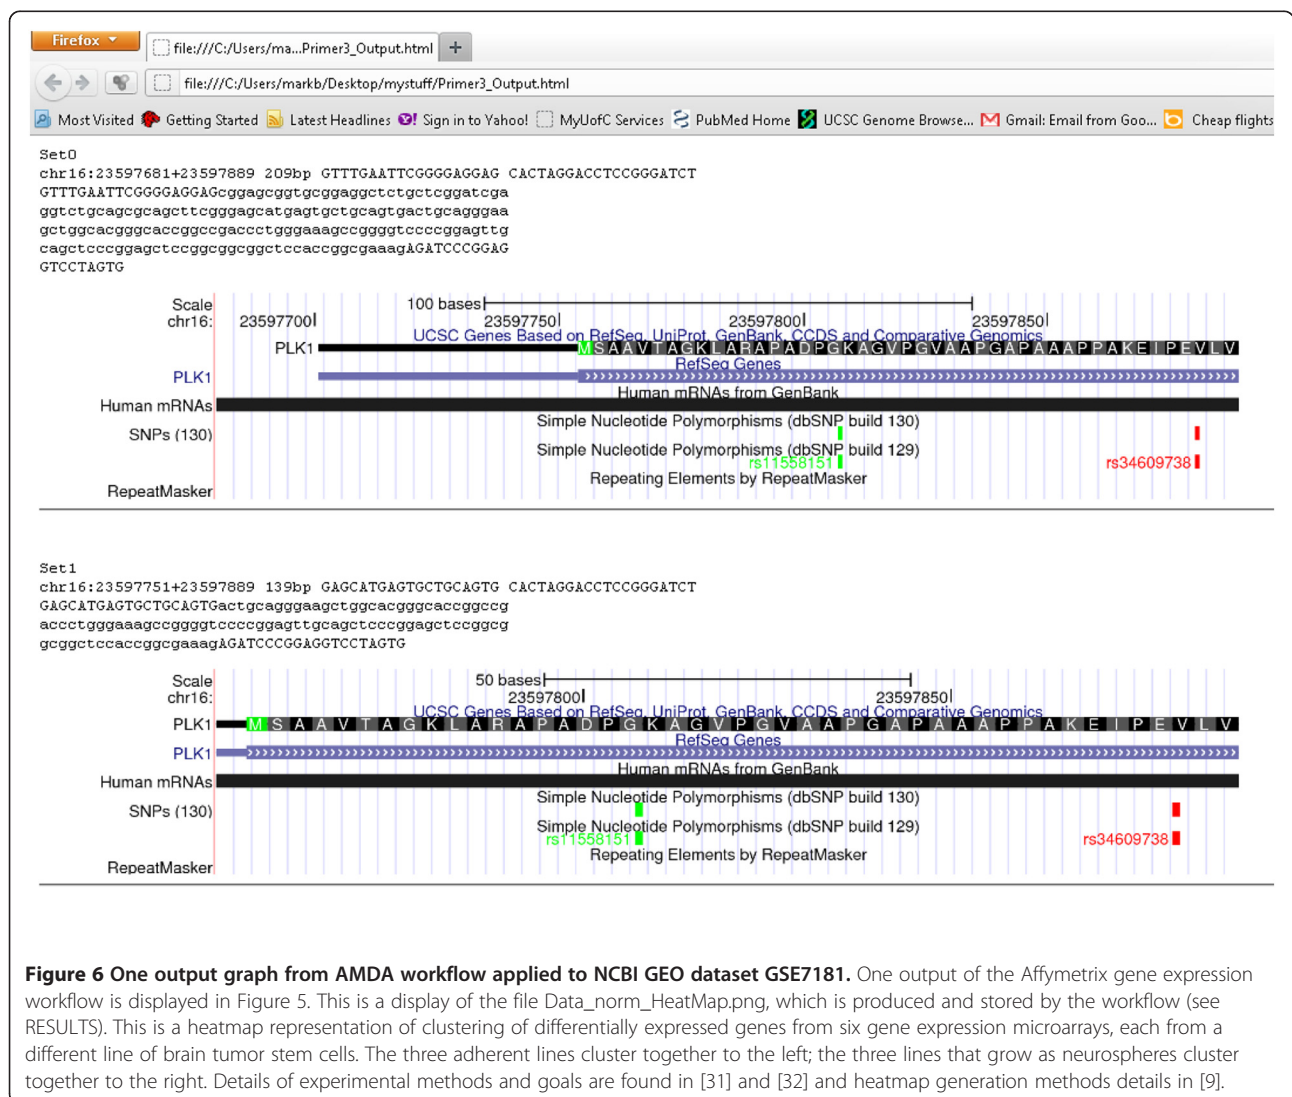 Firefox
file:///C:/Users/ma...Primer3_Output.html
file:///C:/Users/markb/Desktop/mystuff/Primer3_Output.html
Most Visited Getting Started Latest Headlines Sign in to Yahoo! MyUofC Services PubMed Home UCSC Genome Browse... Gmail: Email from Goo... Cheap flights
Set0
chr16:23597681+23597889 209bp GTTTGAATTCGGGGAGGAG CACTAGGACCTCCGGGATCT
GTTTGAATTCGGGGAGGAGcggagcggtgcggaggctctgctcggatcga
ggtctgcagcgcagcttcgggagcatgagtgctgcagtgactgcagggaa
gctggcacgggcaccggccgaccctgggaaagccggggtccccggagttg
cagctcccggagctccggcggcggctccaccggcgaaagAGATCCCGGAG
GTCCTAGTG
Scale 100 bases
chr16: 23597700 23597750 23597800 23597850
UCSC Genes Based on RefSeq, UniProt, GenBank, CCDS and Comparative Genomics
PLK1 M S A A V T A G K L A R A P A D P G K A G V P G V A A P G A P A A A P P A K E I P E V L V
RefSeq Genes
PLK1
Human mRNAs from GenBank
Human mRNAs
Simple Nucleotide Polymorphisms (dbSNP build 130)
SNPs (130)
Simple Nucleotide Polymorphisms (dbSNP build 129)
rs11558151 rs34609738
Repeating Elements by RepeatMasker
RepeatMasker
Set1
chr16:23597751+23597889 139bp GAGCATGAGTGCTGCAGTG CACTAGGACCTCCGGGATCT
GAGCATGAGTGCTGCAGTGactgcagggaagctggcacgggcaccggccg
accctgggaaagccggggtccccggagttgcagctcccggagctccggcg
gcggctccaccggcgaaagAGATCCCGGAGGTCCTAGTG
Scale 50 bases
chr16: 23597800 23597850
UCSC Genes Based on RefSeq, UniProt, GenBank, CCDS and Comparative Genomics
PLK1 M S A A V T A G K L A R A P A D P G K A G V P G V A A P G A P A A A P P A K E I P E V L V
RefSeq Genes
PLK1
Human mRNAs from GenBank
Human mRNAs
Simple Nucleotide Polymorphisms (dbSNP build 130)
SNPs (130)
Simple Nucleotide Polymorphisms (dbSNP build 129)
rs11558151 rs34609738
Repeating Elements by RepeatMasker
RepeatMasker
Figure 6 One output graph from AMDA workflow applied to NCBI GEO dataset GSE7181. One output of the Affymetrix gene expression
workflow is displayed in Figure 5. This is a display of the file Data_norm_HeatMap.png, which is produced and stored by the workflow (see
RESULTS). This is a heatmap representation of clustering of differentially expressed genes from six gene expression microarrays, each from a
different line of brain tumor stem cells. The three adherent lines cluster together to the left; the three lines that grow as neurospheres cluster
together to the right. Details of experimental methods and goals are found in [31] and [32] and heatmap generation methods details in [9].